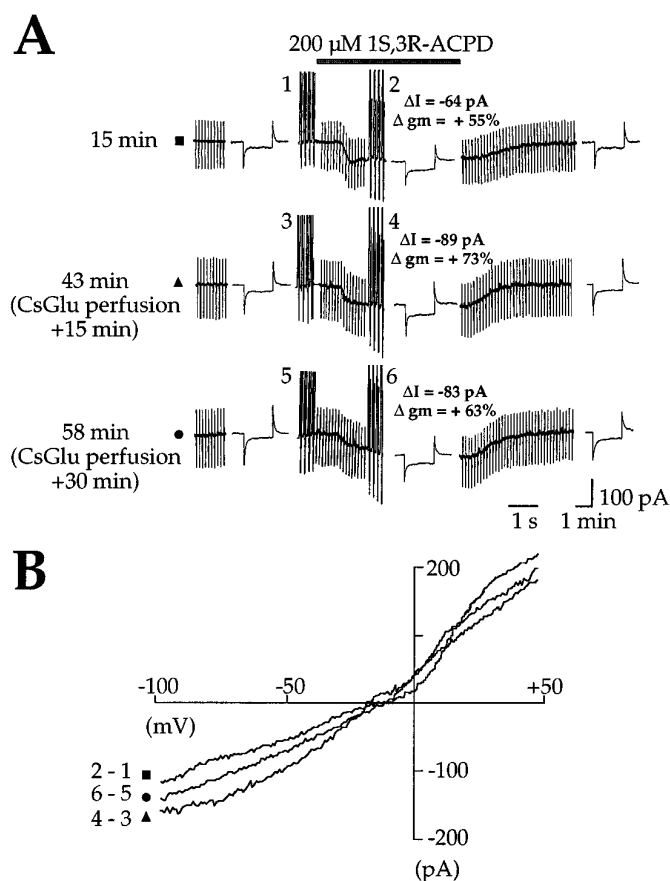 A
200 µM 1S,3R-ACPD
1
2
ΔI = -64 pA
Δ gm = + 55%
15 min ■
3
4
ΔI = -89 pA
Δ gm = + 73%
43 min ▲
(CsGlu perfusion
+15 min)
5
6
ΔI = -83 pA
Δ gm = + 63%
58 min ●
(CsGlu perfusion
+30 min)
100 pA
1 s
1 min
B
200
-100
-50
+50
(mV)
2 - 1 ■
6 - 5 ●
4 - 3 ▲
-100
-200
(pA)